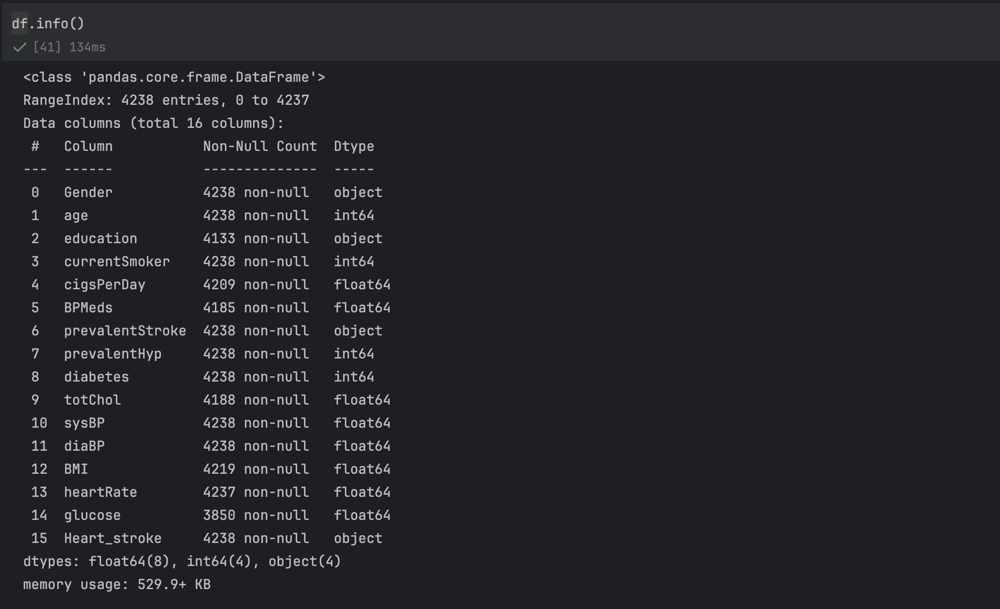 df.info()
[41] 134ms
<class 'pandas.core.frame.DataFrame'>
RangeIndex: 4238 entries, 0 to 4237
Data columns (total 16 columns):
 #   Column           Non-Null Count  Dtype
---  ------           --------------  -----
 0   Gender           4238 non-null   object
 1   age              4238 non-null   int64
 2   education        4133 non-null   object
 3   currentSmoker    4238 non-null   int64
 4   cigsPerDay       4209 non-null   float64
 5   BPMeds           4185 non-null   float64
 6   prevalentStroke  4238 non-null   object
 7   prevalentHyp     4238 non-null   int64
 8   diabetes         4238 non-null   int64
 9   totChol          4188 non-null   float64
 10  sysBP            4238 non-null   float64
 11  diaBP            4238 non-null   float64
 12  BMI              4219 non-null   float64
 13  heartRate        4237 non-null   float64
 14  glucose          3850 non-null   float64
 15  Heart_stroke     4238 non-null   object
dtypes: float64(8), int64(4), object(4)
memory usage: 529.9+ KB